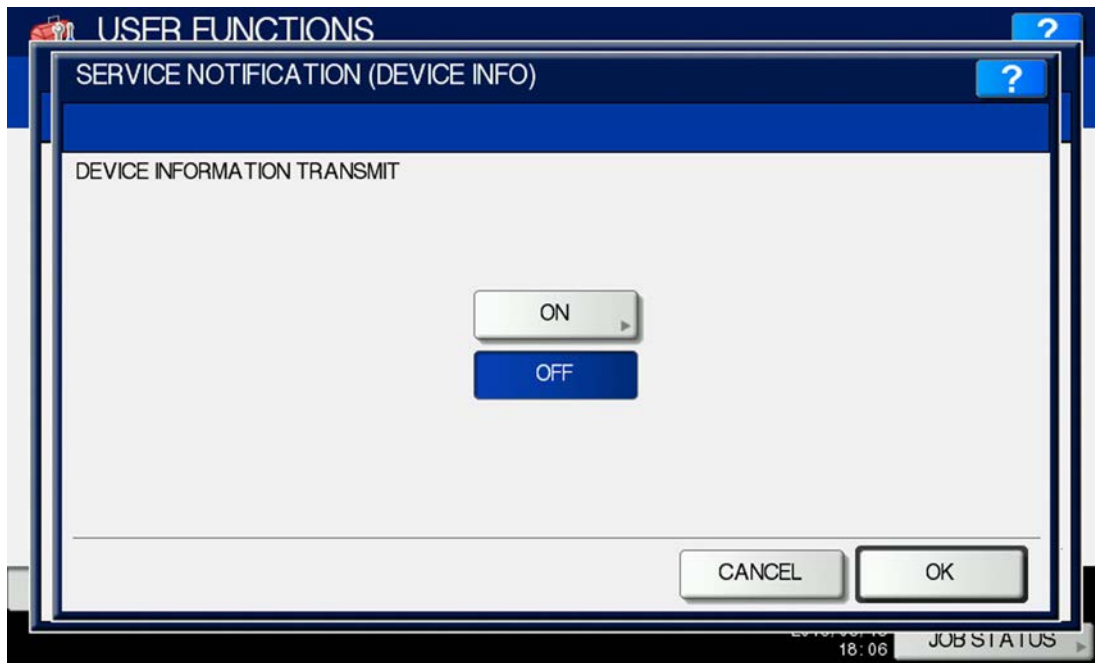 USER FUNCTIONS
?
SERVICE NOTIFICATION (DEVICE INFO)
?
DEVICE INFORMATION TRANSMIT
ON
OFF
CANCEL
OK
18:06
JOB STATUS